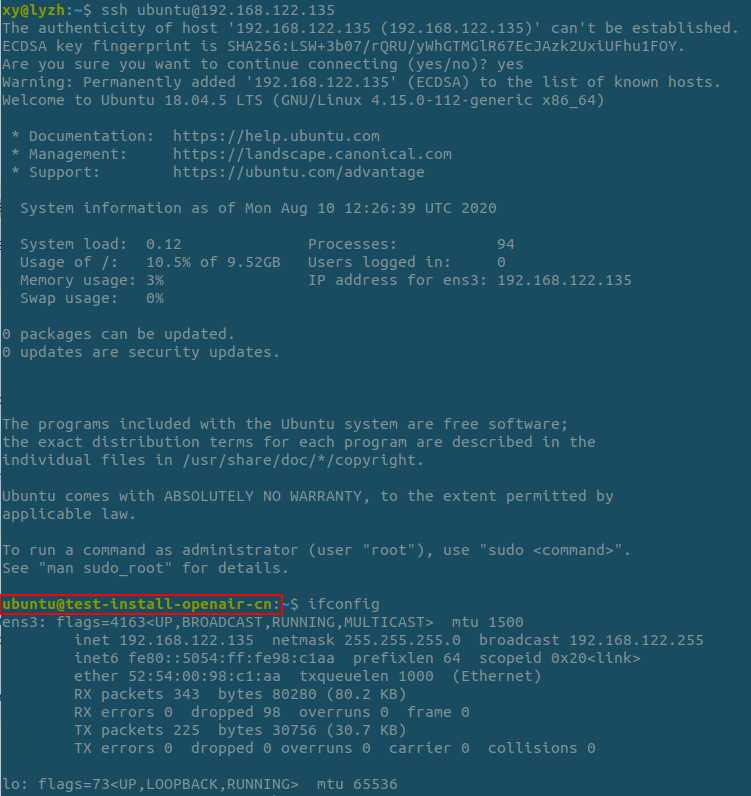 xy@lyzh:~$ ssh ubuntu@192.168.122.135
The authenticity of host '192.168.122.135 (192.168.122.135)' can't be established.
ECDSA key fingerprint is SHA256:LSW+3b07/rQRU/yWhGTMGlR67EcJAzk2UxiUFhu1FOY.
Are you sure you want to continue connecting (yes/no)? yes
Warning: Permanently added '192.168.122.135' (ECDSA) to the list of known hosts.
Welcome to Ubuntu 18.04.5 LTS (GNU/Linux 4.15.0-112-generic x86_64)
* Documentation:  https://help.ubuntu.com
* Management:     https://landscape.canonical.com
* Support:        https://ubuntu.com/advantage
System information as of Mon Aug 10 12:26:39 UTC 2020
System load:  0.12              Processes:           94
Usage of /:   10.5% of 9.52GB   Users logged in:     0
Memory usage: 3%                IP address for ens3: 192.168.122.135
Swap usage:   0%
0 packages can be updated.
0 updates are security updates.
The programs included with the Ubuntu system are free software;
the exact distribution terms for each program are described in the
individual files in /usr/share/doc/*/copyright.
Ubuntu comes with ABSOLUTELY NO WARRANTY, to the extent permitted by
applicable law.
To run a command as administrator (user "root"), use "sudo <command>".
See "man sudo_root" for details.
ubuntu@test-install-openair-cn:~$ ifconfig
ens3: flags=4163<UP,BROADCAST,RUNNING,MULTICAST>  mtu 1500
inet 192.168.122.135  netmask 255.255.255.0  broadcast 192.168.122.255
inet6 fe80::5054:ff:fe98:c1aa  prefixlen 64  scopeid 0x20<link>
ether 52:54:00:98:c1:aa  txqueuelen 1000  (Ethernet)
RX packets 343  bytes 80280 (80.2 KB)
RX errors 0  dropped 98  overruns 0  frame 0
TX packets 225  bytes 30756 (30.7 KB)
TX errors 0  dropped 0 overruns 0  carrier 0  collisions 0
lo: flags=73<UP,LOOPBACK,RUNNING>  mtu 65536